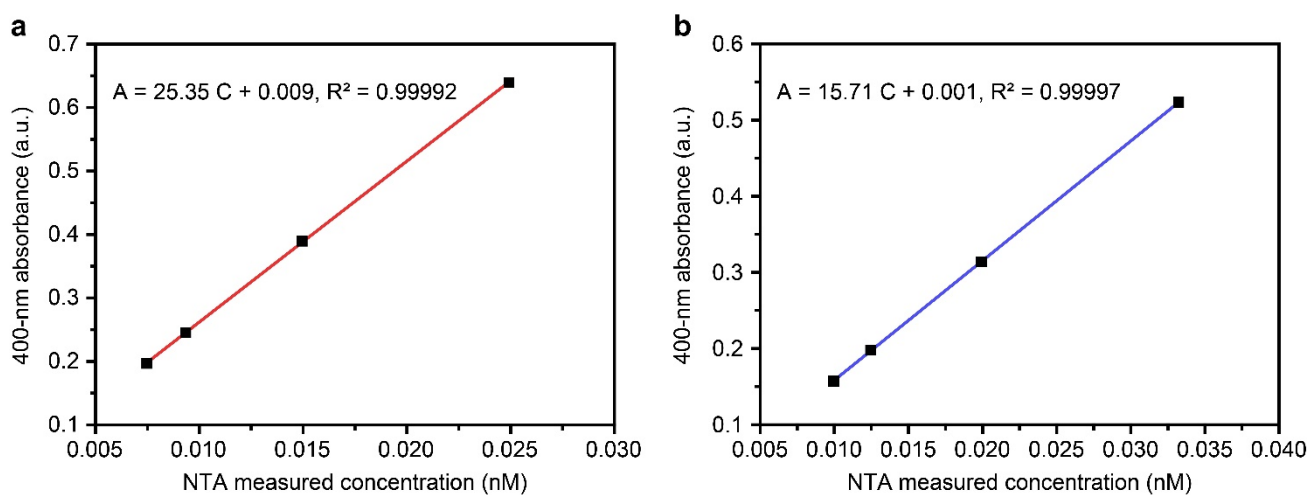 a
0.7
0.6
0.5
0.4
0.3
0.2
0.1
400-nm absorbance (a.u.)
A = 25.35 C + 0.009, R² = 0.99992
0.005 0.010 0.015 0.020 0.025 0.030
NTA measured concentration (nM)
b
0.6
0.5
0.4
0.3
0.2
0.1
400-nm absorbance (a.u.)
A = 15.71 C + 0.001, R² = 0.99997
0.005 0.010 0.015 0.020 0.025 0.030 0.035 0.040
NTA measured concentration (nM)